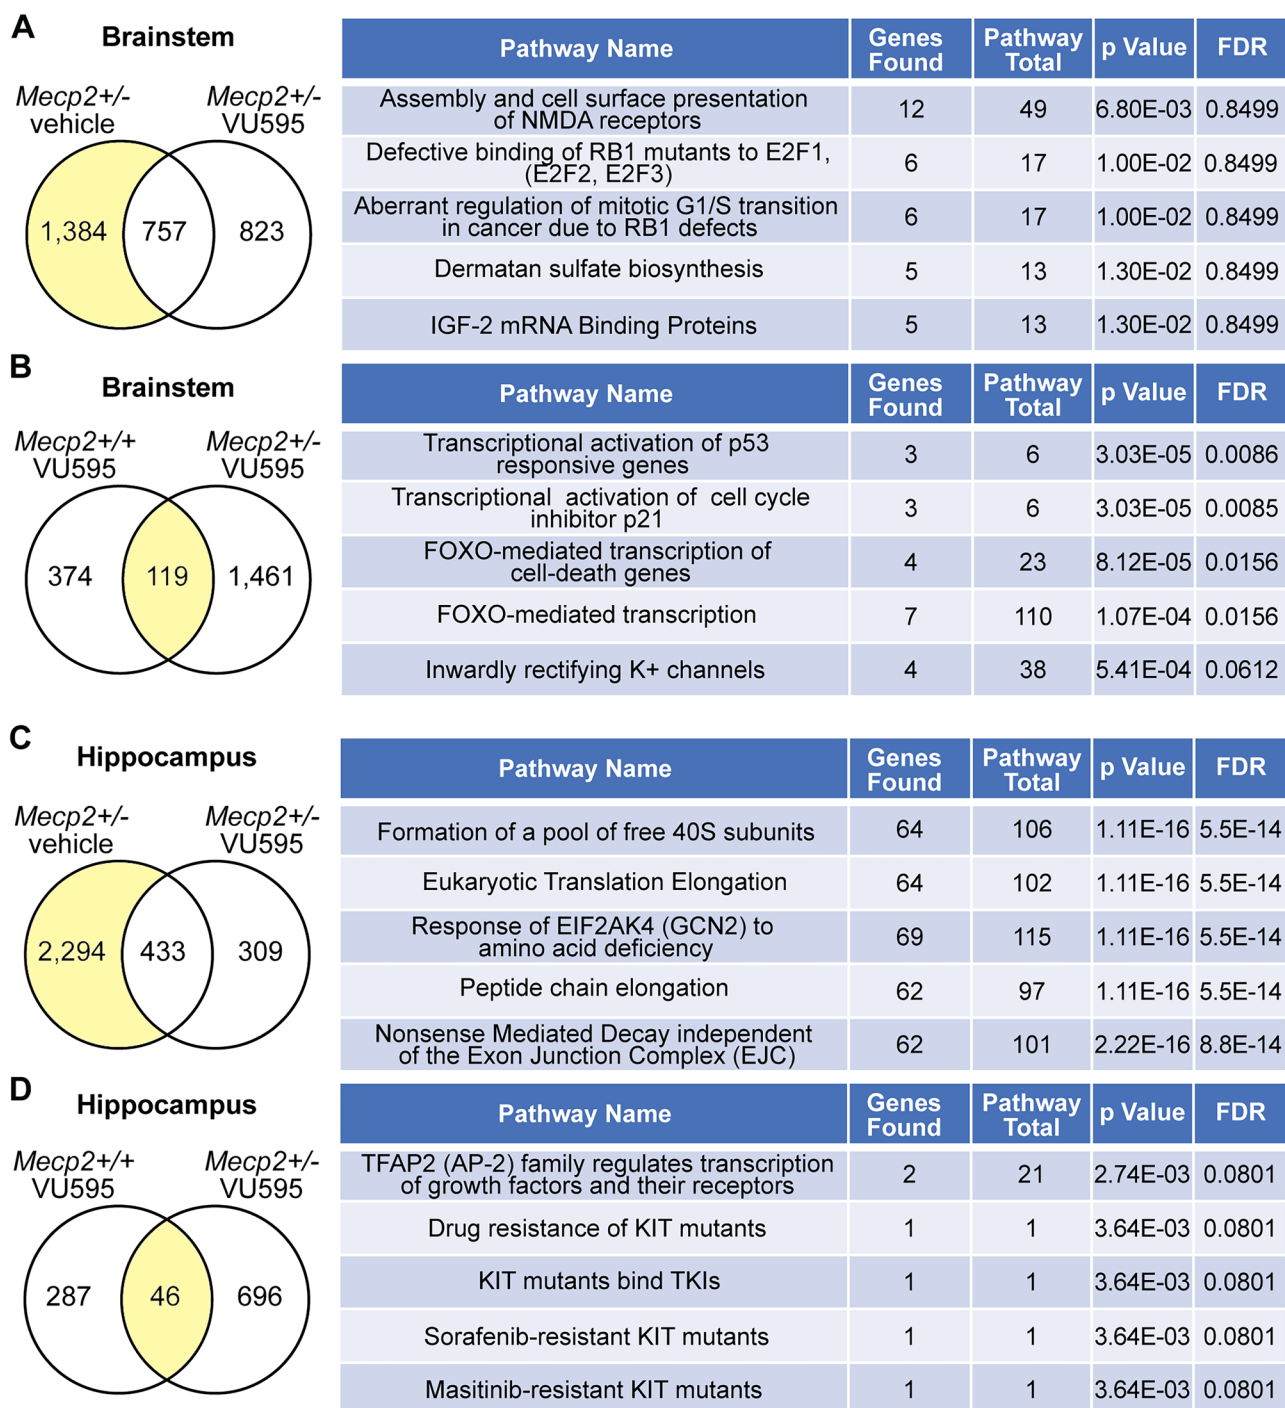 A
Brainstem
Mecp2+/- Mecp2+/-
vehicle VU595
1,384 757 823
Pathway Name Genes Found Pathway Total p Value FDR
Assembly and cell surface presentation
of NMDA receptors 12 49 6.80E-03 0.8499
Defective binding of RB1 mutants to E2F1,
(E2F2, E2F3) 6 17 1.00E-02 0.8499
Aberrant regulation of mitotic G1/S transition
in cancer due to RB1 defects 6 17 1.00E-02 0.8499
Dermatan sulfate biosynthesis 5 13 1.30E-02 0.8499
IGF-2 mRNA Binding Proteins 5 13 1.30E-02 0.8499
B
Brainstem
Mecp2+/+ Mecp2+/-
VU595 VU595
374 119 1,461
Pathway Name Genes Found Pathway Total p Value FDR
Transcriptional activation of p53
responsive genes 3 6 3.03E-05 0.0086
Transcriptional activation of cell cycle
inhibitor p21 3 6 3.03E-05 0.0085
FOXO-mediated transcription of
cell-death genes 4 23 8.12E-05 0.0156
FOXO-mediated transcription 7 110 1.07E-04 0.0156
Inwardly rectifying K+ channels 4 38 5.41E-04 0.0612
C
Hippocampus
Mecp2+/- Mecp2+/-
vehicle VU595
2,294 433 309
Pathway Name Genes Found Pathway Total p Value FDR
Formation of a pool of free 40S subunits 64 106 1.11E-16 5.5E-14
Eukaryotic Translation Elongation 64 102 1.11E-16 5.5E-14
Response of EIF2AK4 (GCN2) to
amino acid deficiency 69 115 1.11E-16 5.5E-14
Peptide chain elongation 62 97 1.11E-16 5.5E-14
Nonsense Mediated Decay independent
of the Exon Junction Complex (EJC) 62 101 2.22E-16 8.8E-14
D
Hippocampus
Mecp2+/+ Mecp2+/-
VU595 VU595
287 46 696
Pathway Name Genes Found Pathway Total p Value FDR
TFAP2 (AP-2) family regulates transcription
of growth factors and their receptors 2 21 2.74E-03 0.0801
Drug resistance of KIT mutants 1 1 3.64E-03 0.0801
KIT mutants bind TKIs 1 1 3.64E-03 0.0801
Sorafenib-resistant KIT mutants 1 1 3.64E-03 0.0801
Masitinib-resistant KIT mutants 1 1 3.64E-03 0.0801